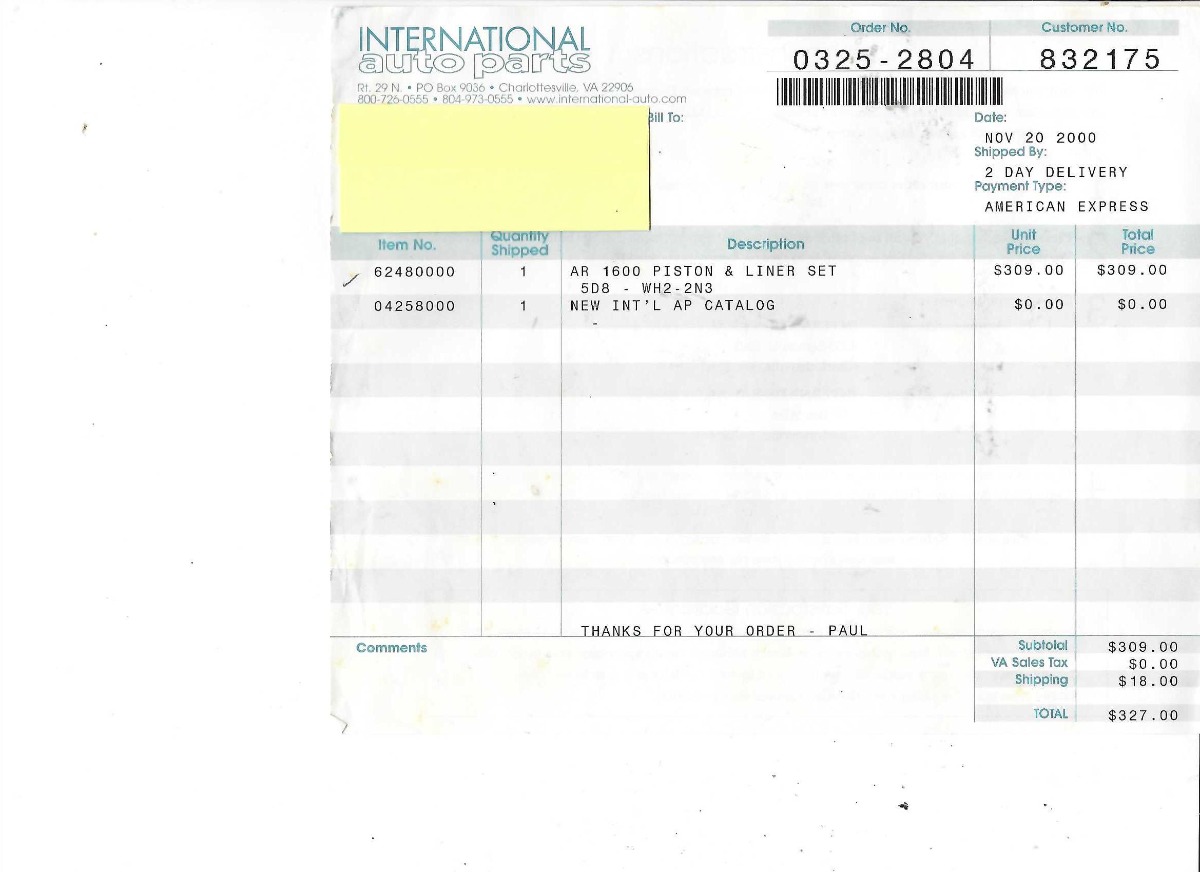 INTERNATIONAL
auto parts
Rt. 29 N. • PO Box 9036 • Charlottesville, VA 22906
800-726-0555 • 804-973-0555 • www.international-auto.com
Order No.
Customer No.
0325-2804
832175
Bill To:
Date:
NOV 20 2000
Shipped By:
2 DAY DELIVERY
Payment Type:
AMERICAN EXPRESS
Item No. Quantity Shipped Description Unit Price Total Price
62480000 1 AR 1600 PISTON & LINER SET $309.00 $309.00
5D8 - WH2-2N3
04258000 1 NEW INT'L AP CATALOG $0.00 $0.00
THANKS FOR YOUR ORDER - PAUL
Comments
Subtotal $309.00
VA Sales Tax $0.00
Shipping $18.00
TOTAL $327.00